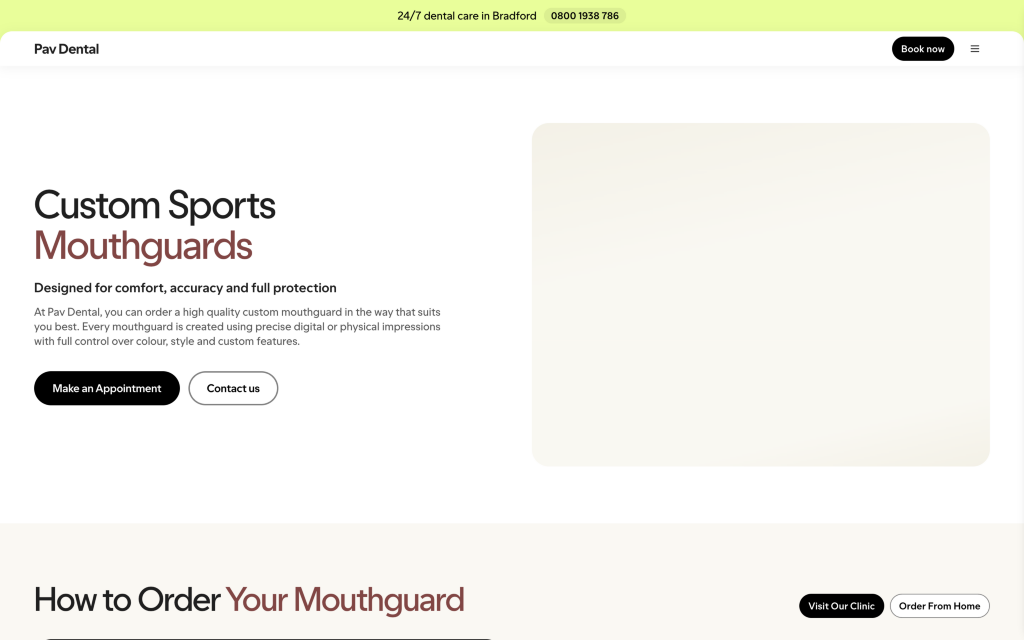 24/7 dental care in Bradford 0800 1938 786
Pav Dental
Book now
Custom Sports
Mouthguards
Designed for comfort, accuracy and full protection
At Pav Dental, you can order a high quality custom mouthguard in the way that suits
you best. Every mouthguard is created using precise digital or physical impressions
with full control over colour, style and custom features.
Make an Appointment
Contact us
How to Order Your Mouthguard
Visit Our Clinic
Order From Home